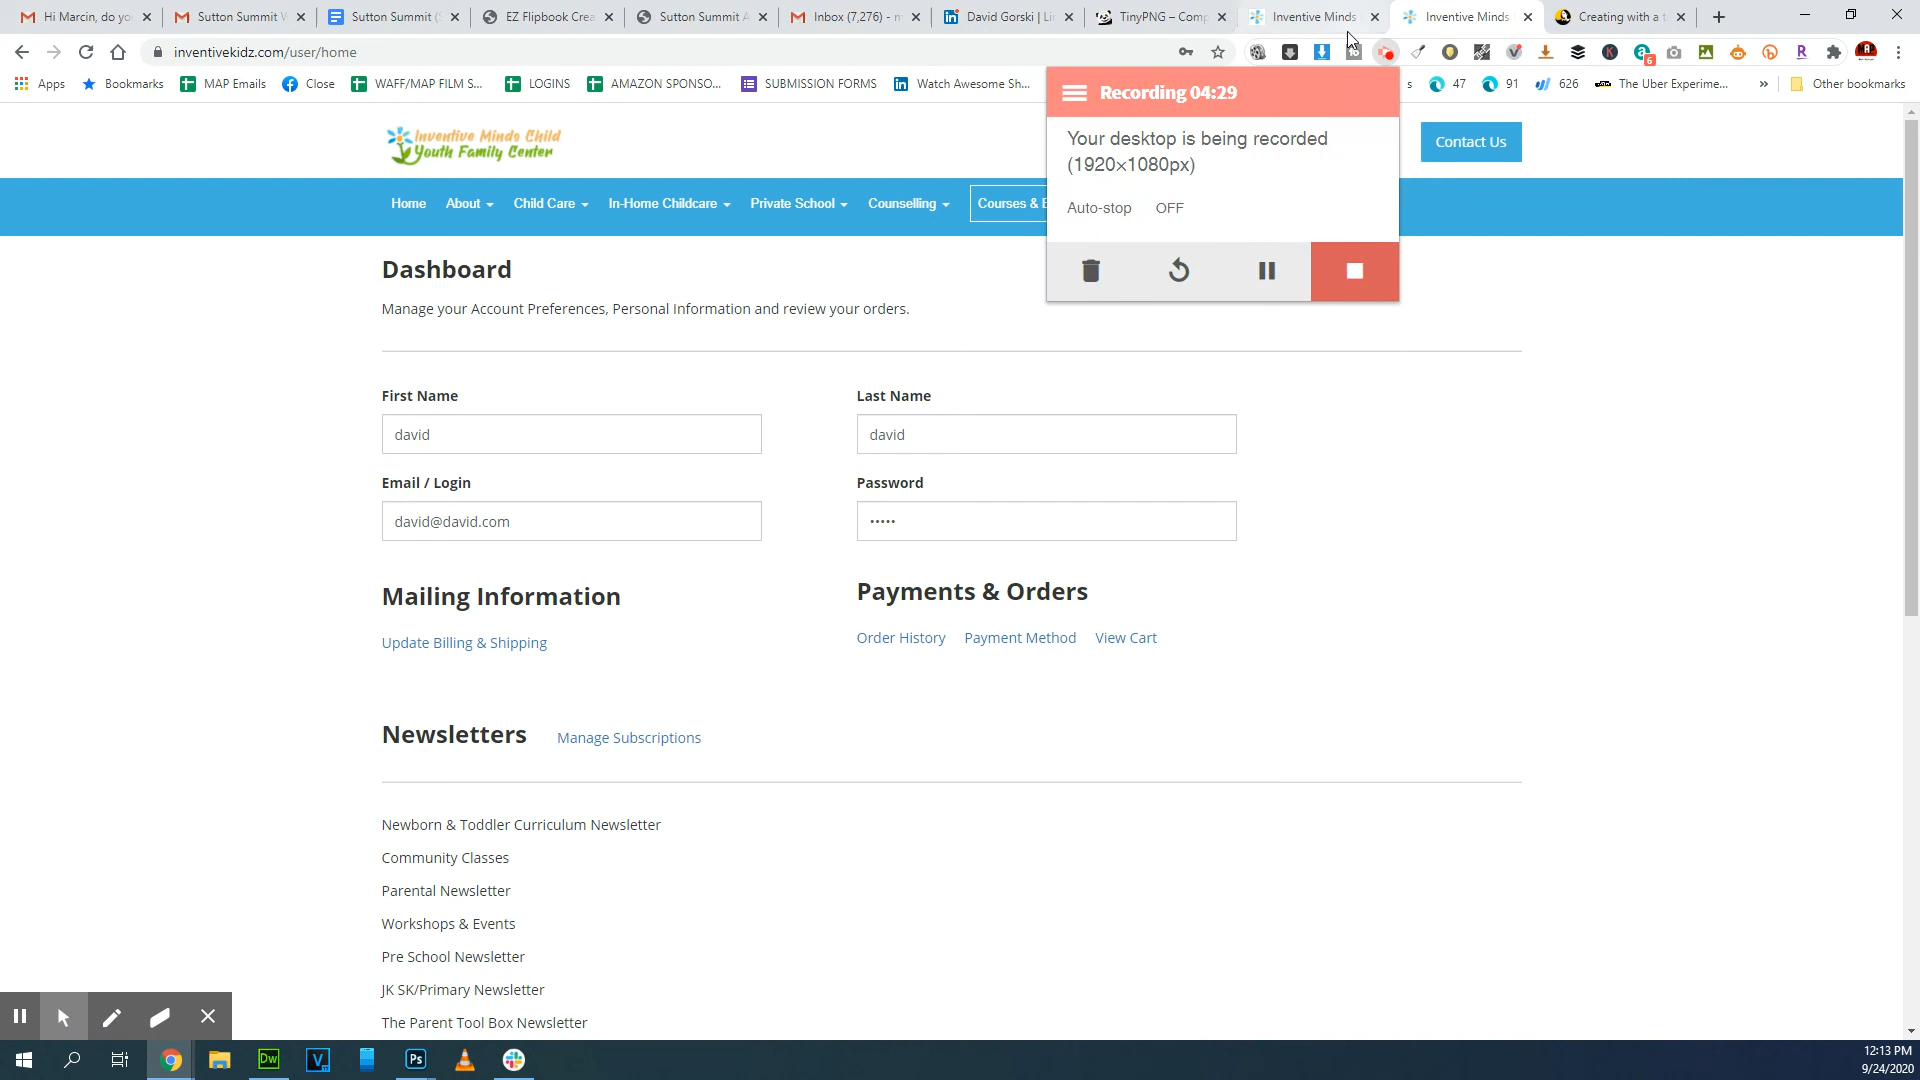 Hi Marcin, do yo
Sutton Summit W
Sutton Summit (S
EZ Flipbook Crea
Sutton Summit A
Inbox (7,276) - m
David Gorski | Li
TinyPNG – Comp
Inventive Minds
Inventive Minds
Creating with a t
inventivekidz.com/user/home
6
Apps
Bookmarks
MAP Emails
Close
WAFF/MAP FILM S...
LOGINS
AMAZON SPONSO...
SUBMISSION FORMS
Watch Awesome Sh...
s
47
91
626
The Uber Experime...
»
Other bookmarks
Recording 04:29
Your desktop is being recorded
(1920×1080px)
Auto-stop OFF
Inventive Minds Child
Youth Family Center
Contact Us
Home
About
Child Care
In-Home Childcare
Private School
Counselling
Courses & E
Dashboard
Manage your Account Preferences, Personal Information and review your orders.
First Name
Last Name
david
david
Email / Login
Password
david@david.com
•••••
Mailing Information
Payments & Orders
Update Billing & Shipping
Order History
Payment Method
View Cart
Newsletters
Manage Subscriptions
Newborn & Toddler Curriculum Newsletter
Community Classes
Parental Newsletter
Workshops & Events
Pre School Newsletter
JK SK/Primary Newsletter
The Parent Tool Box Newsletter
Dw
V
Ps
12:13 PM
9/24/2020